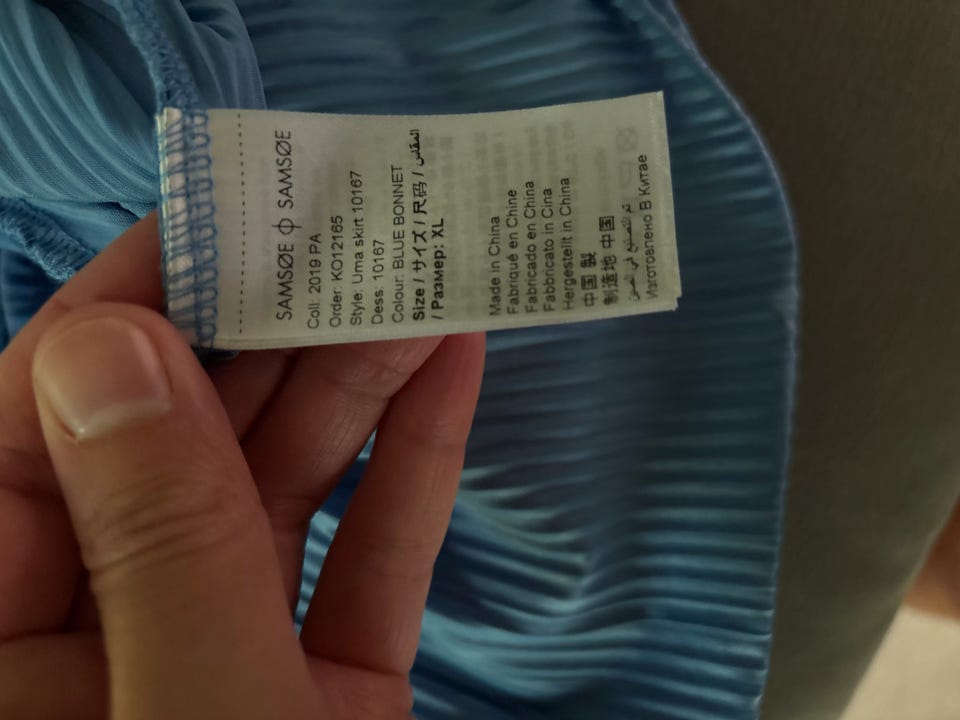 SAMSØE Φ SAMSØE
Coll: 2019 PA
Order: KO12165
Style: Uma skirt 10167
Dess: 10167
Colour: BLUE BONNET
Size / サイズ / 尺码 / المقاس
/ Размер: XL
Made in China
Fabriqué en Chine
Fabricado en China
Fabbricato in Cina
Hergestellt in China
中国 製
制造地 中国
تم التصنيع في الصين
Изготовлено В Китае